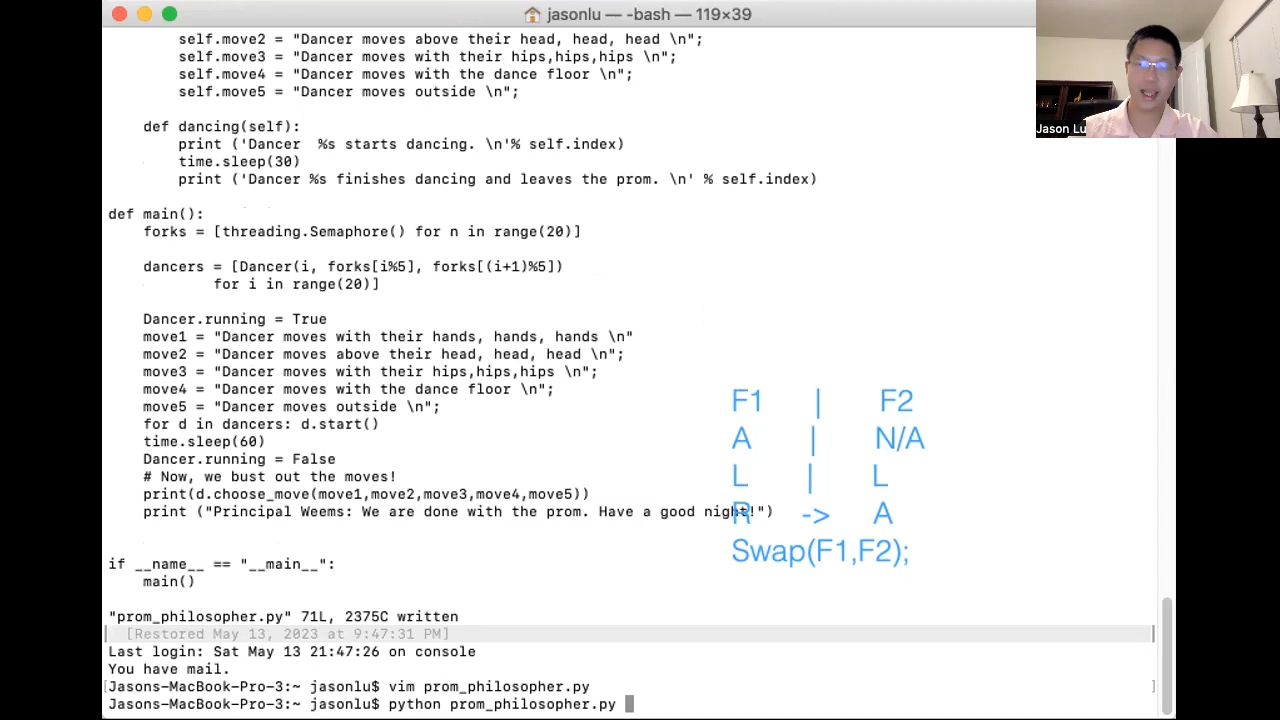 jasonlu — -bash — 119×39
self.move2 = "Dancer moves above their head, head, head \n";
self.move3 = "Dancer moves with their hips,hips,hips \n";
self.move4 = "Dancer moves with the dance floor \n";
self.move5 = "Dancer moves outside \n";
def dancing(self):
print ('Dancer  %s starts dancing. \n'% self.index)
time.sleep(30)
print ('Dancer %s finishes dancing and leaves the prom. \n' % self.index)
def main():
forks = [threading.Semaphore() for n in range(20)]
dancers = [Dancer(i, forks[i%5], forks[(i+1)%5])
for i in range(20)]
Dancer.running = True
move1 = "Dancer moves with their hands, hands, hands \n"
move2 = "Dancer moves above their head, head, head \n";
move3 = "Dancer moves with their hips,hips,hips \n";
move4 = "Dancer moves with the dance floor \n";
move5 = "Dancer moves outside \n";
for d in dancers: d.start()
time.sleep(60)
Dancer.running = False
# Now, we bust out the moves!
print(d.choose_move(move1,move2,move3,move4,move5))
print ("Principal Weems: We are done with the prom. Have a good night!")
if __name__ == "__main__":
main()
"prom_philosopher.py" 71L, 2375C written
[Restored May 13, 2023 at 9:47:31 PM]
Last login: Sat May 13 21:47:26 on console
You have mail.
[Jasons-MacBook-Pro-3:~ jasonlu$ vim prom_philosopher.py ]
Jasons-MacBook-Pro-3:~ jasonlu$ python prom_philosopher.py
F1 | F2
A | N/A
L | L
R -> A
Swap(F1,F2);
Jason Lu